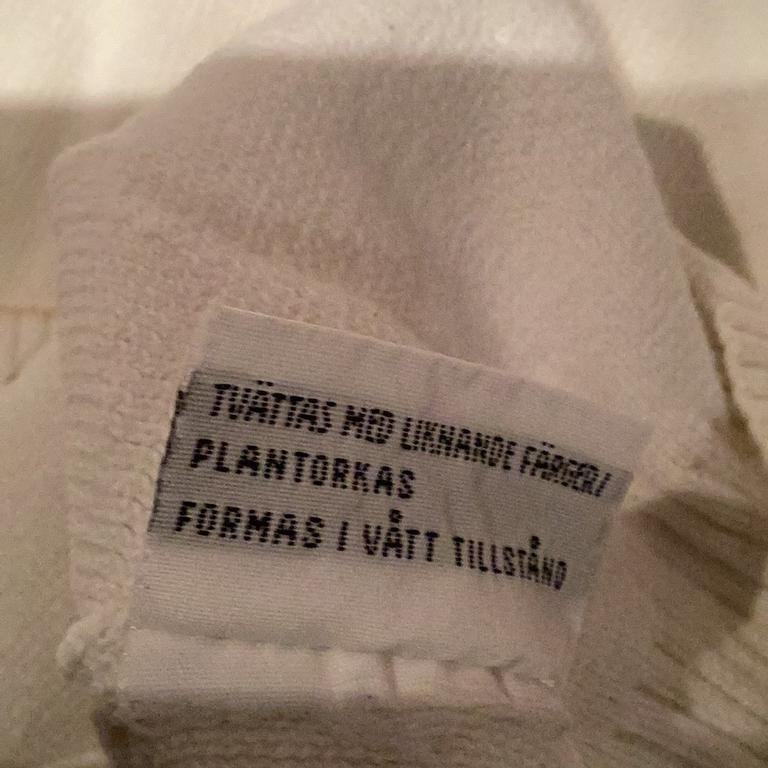 TVÄTTAS MED LIKNANDE FÄRGER/
PLANTORKAS
FORMAS I VÅTT TILLSTÅND